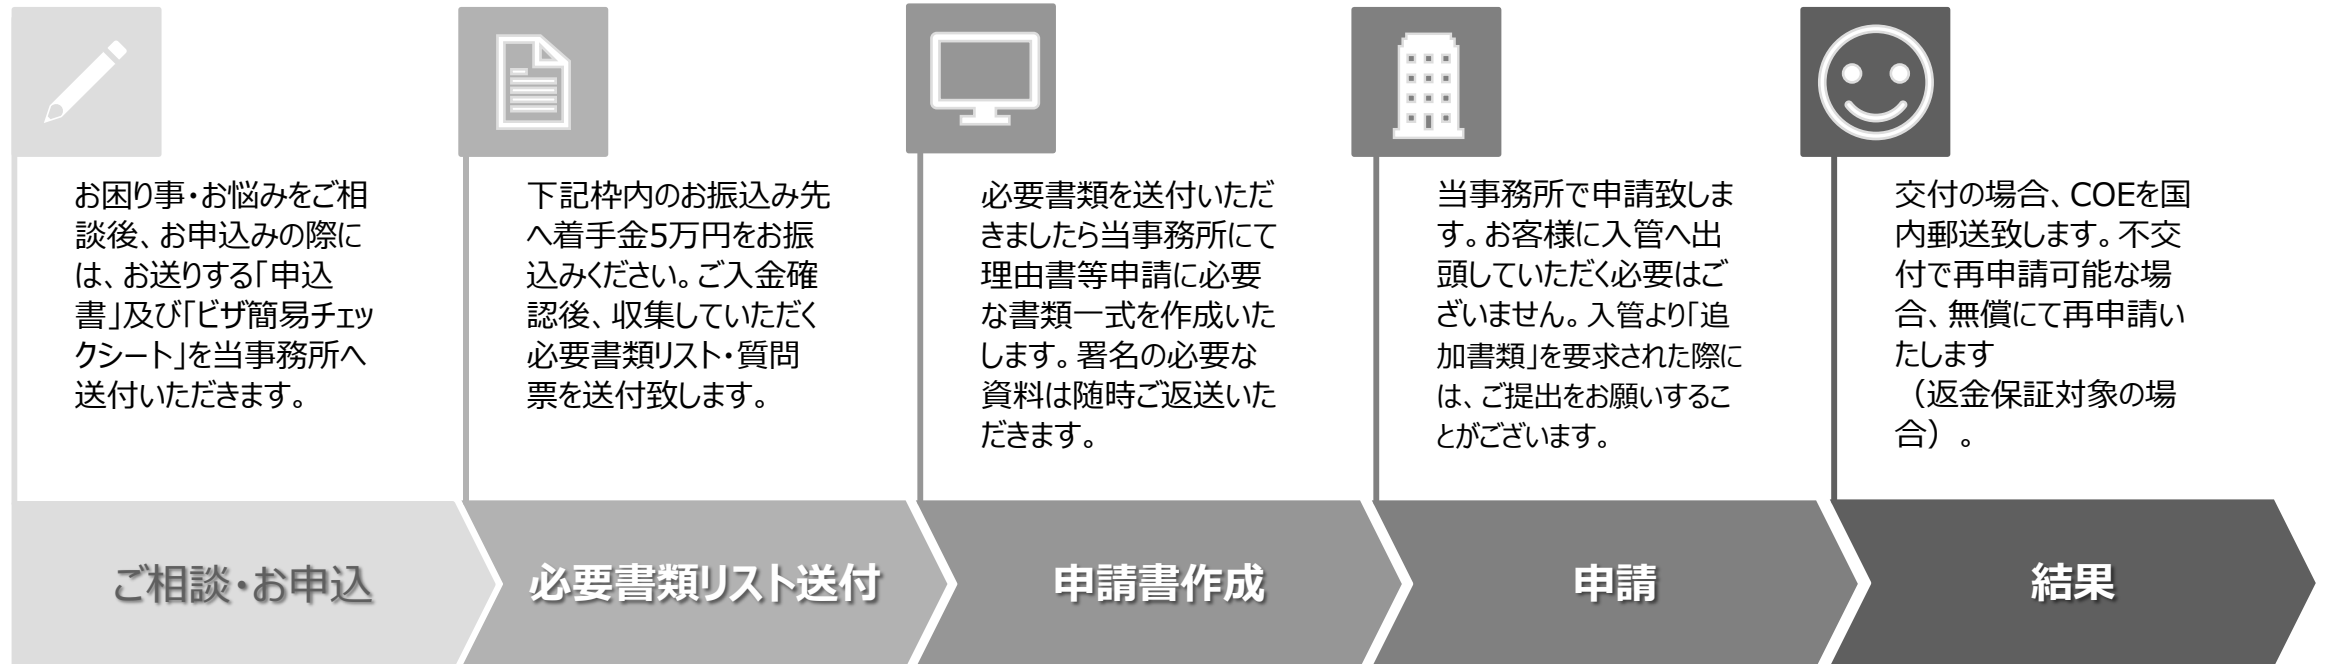 お困り事・お悩みをご相
談後、お申込みの際に
は、お送りする「申込
書」及び「ビザ簡易チェッ
クシート」を当事務所へ
送付いただきます。
下記枠内のお振込み先
へ着手金5万円をお振
込みください。ご入金確
認後、収集していただく
必要書類リスト・質問
票を送付致します。
必要書類を送付いただ
きましたら当事務所にて
理由書等申請に必要
な書類一式を作成いた
します。署名の必要な
資料は随時ご返送いた
だきます。
当事務所で申請致しま
す。お客様に入管へ出
頭していただく必要はご
ざいません。入管より「追
加書類」を要求された際に
は、ご提出をお願いするこ
とがございます。
交付の場合、COEを国
内郵送致します。不交
付で再申請可能な場
合、無償にて再申請い
たします
（返金保証対象の場
合）。
ご相談・お申込
必要書類リスト送付
申請書作成
申請
結果